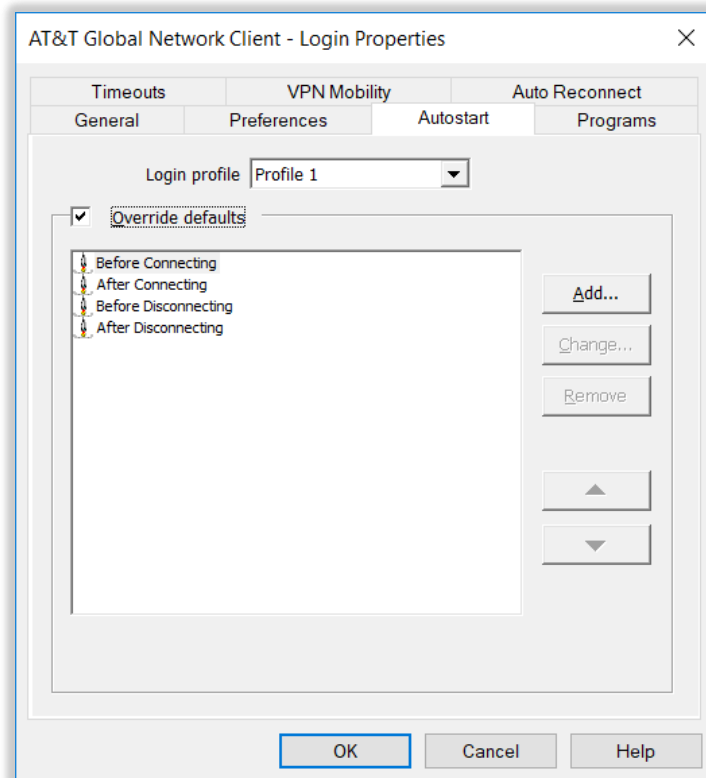 AT&T Global Network Client - Login Properties
Timeouts VPN Mobility Auto Reconnect
General Preferences Autostart Programs
Login profile Profile 1
Override defaults
Before Connecting
After Connecting
Before Disconnecting
After Disconnecting
Add...
Change...
Remove
OK Cancel Help